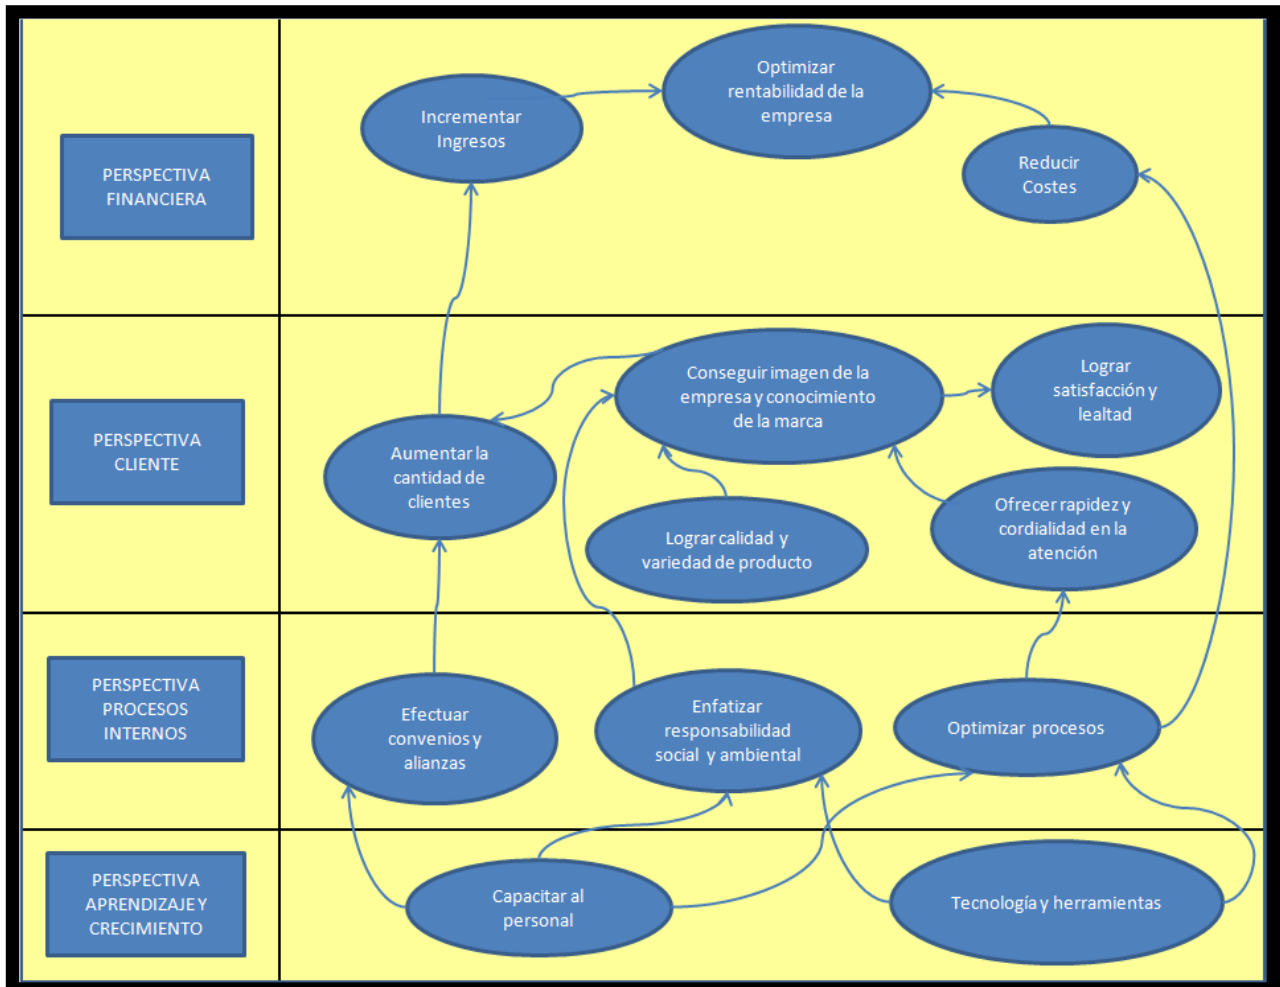 PERSPECTIVA
FINANCIERA
Incrementar
Ingresos
Optimizar
rentabilidad de la
empresa
Reducir
Costes
PERSPECTIVA
CLIENTE
Aumentar la
cantidad de
clientes
Conseguir imagen de la
empresa y conocimiento
de la marca
Lograr
satisfacción y
lealtad
Lograr calidad y
variedad de producto
Ofrecer rapidez y
cordialidad en la
atención
PERSPECTIVA
PROCESOS
INTERNOS
Efectuar
convenios y
alianzas
Enfatizar
responsabilidad
social y ambiental
Optimizar procesos
PERSPECTIVA
APRENDIZAJE Y
CRECIMIENTO
Capacitar al
personal
Tecnología y herramientas